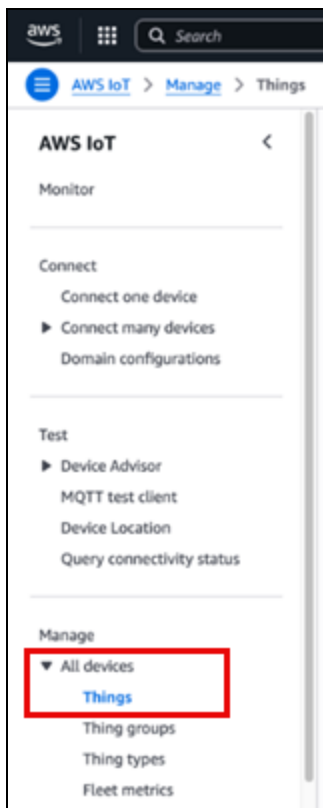 aws Search
AWS IoT > Manage > Things
AWS IoT
Monitor
Connect
Connect one device
Connect many devices
Domain configurations
Test
Device Advisor
MQTT test client
Device Location
Query connectivity status
Manage
All devices
Things
Thing groups
Thing types
Fleet metrics